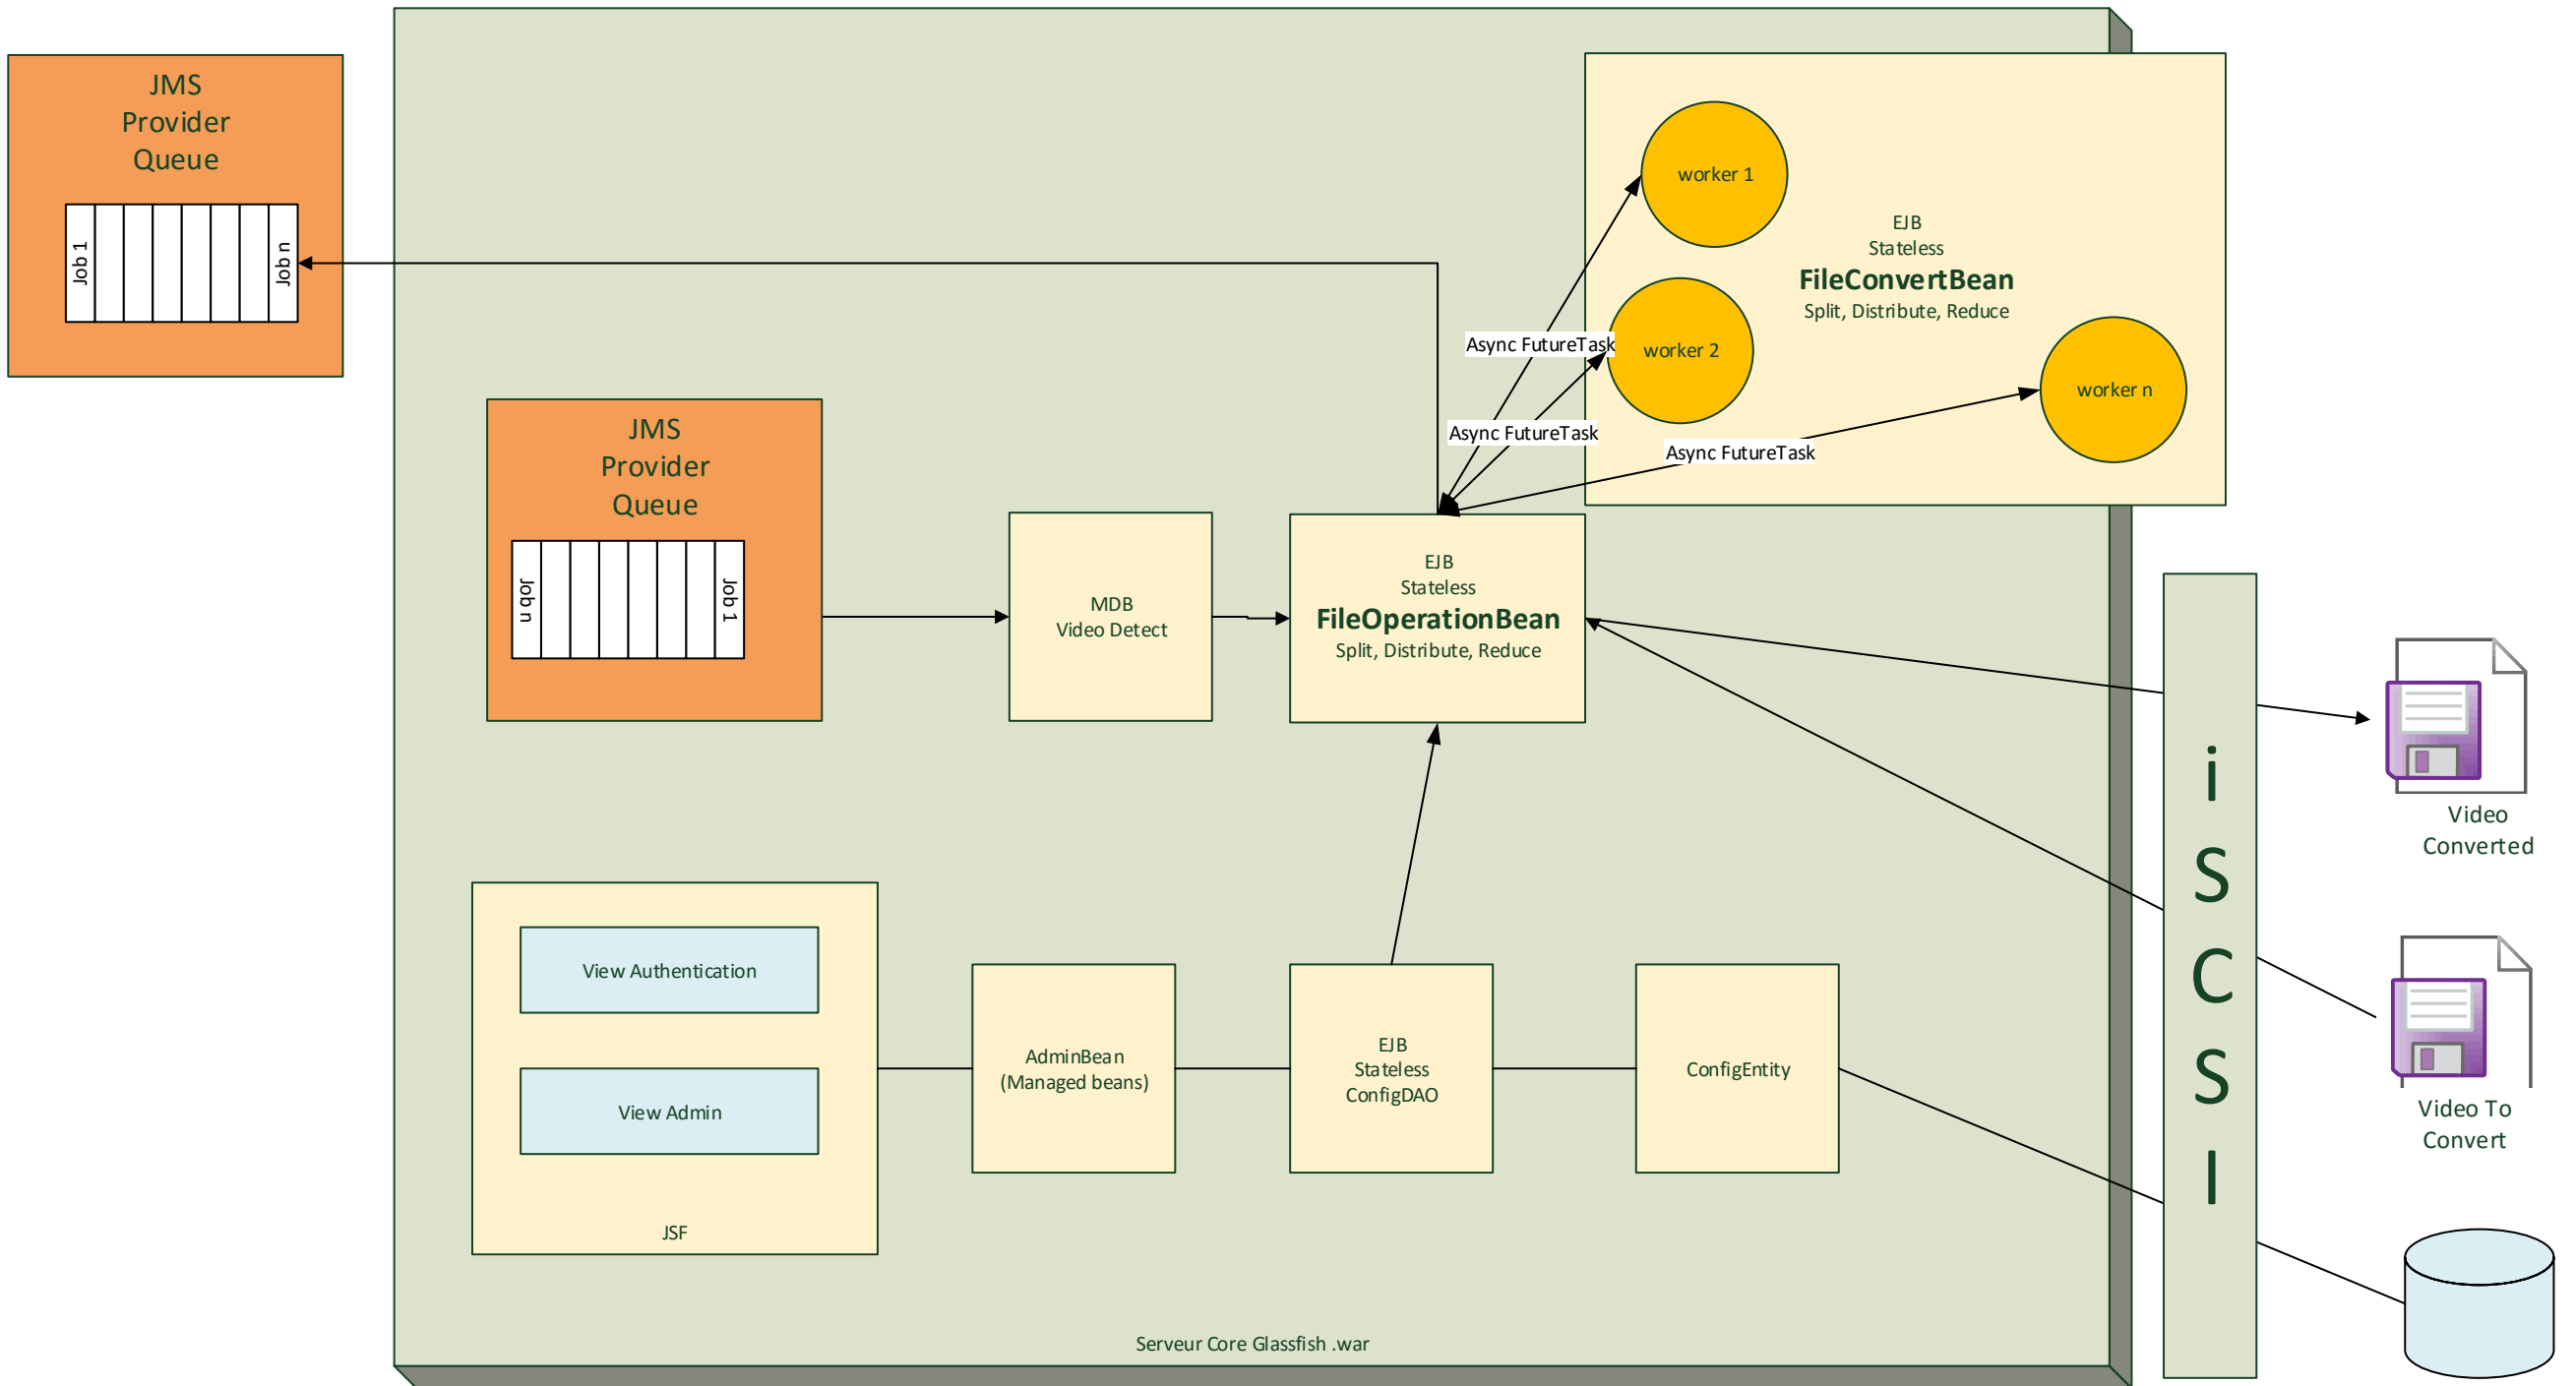 JMS
Provider
Queue
Job 1
Job n
worker 1
EJB
Stateless
FileConvertBean
Split, Distribute, Reduce
worker 2
worker n
Async FutureTask
Async FutureTask
Async FutureTask
JMS
Provider
Queue
Job n
Job 1
MDB
Video Detect
EJB
Stateless
FileOperationBean
Split, Distribute, Reduce
i
S
C
S
I
Video
Converted
Video To
Convert
View Authentication
View Admin
JSF
AdminBean
(Managed beans)
EJB
Stateless
ConfigDAO
ConfigEntity
Serveur Core Glassfish .war